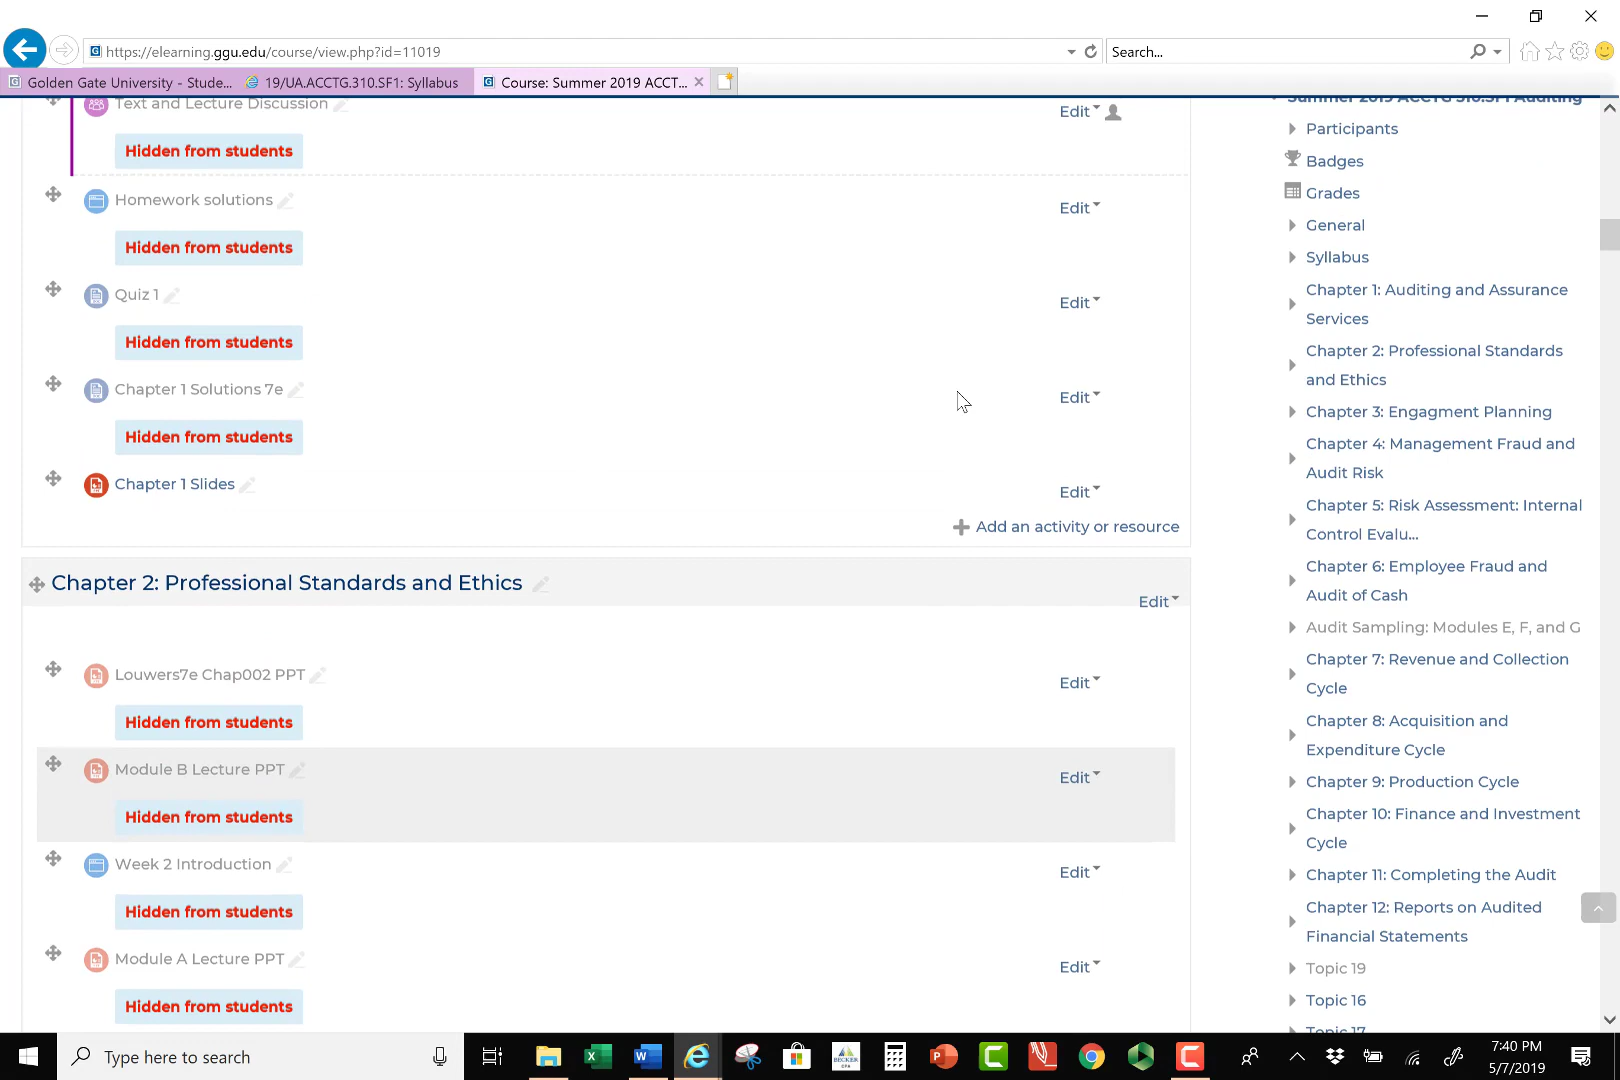 https://elearning.ggu.edu/course/view.php?id=11019
Search...
Golden Gate University - Stude...
19/UA.ACCTG.310.SF1: Syllabus
Course: Summer 2019 ACCT...
Text and Lecture Discussion
Edit
Hidden from students
Homework solutions
Edit
Hidden from students
Quiz 1
Edit
Hidden from students
Chapter 1 Solutions 7e
Edit
Hidden from students
Chapter 1 Slides
Edit
Add an activity or resource
Chapter 2: Professional Standards and Ethics
Edit
Louwers7e Chap002 PPT
Edit
Hidden from students
Module B Lecture PPT
Edit
Hidden from students
Week 2 Introduction
Edit
Hidden from students
Module A Lecture PPT
Edit
Hidden from students
Summer 2019 ACCTG 310.SF1 Auditing
Participants
Badges
Grades
General
Syllabus
Chapter 1: Auditing and Assurance
Services
Chapter 2: Professional Standards
and Ethics
Chapter 3: Engagment Planning
Chapter 4: Management Fraud and
Audit Risk
Chapter 5: Risk Assessment: Internal
Control Evalu...
Chapter 6: Employee Fraud and
Audit of Cash
Audit Sampling: Modules E, F, and G
Chapter 7: Revenue and Collection
Cycle
Chapter 8: Acquisition and
Expenditure Cycle
Chapter 9: Production Cycle
Chapter 10: Finance and Investment
Cycle
Chapter 11: Completing the Audit
Chapter 12: Reports on Audited
Financial Statements
Topic 19
Topic 16
Topic 17
Type here to search
BECKER
7:40 PM
5/7/2019